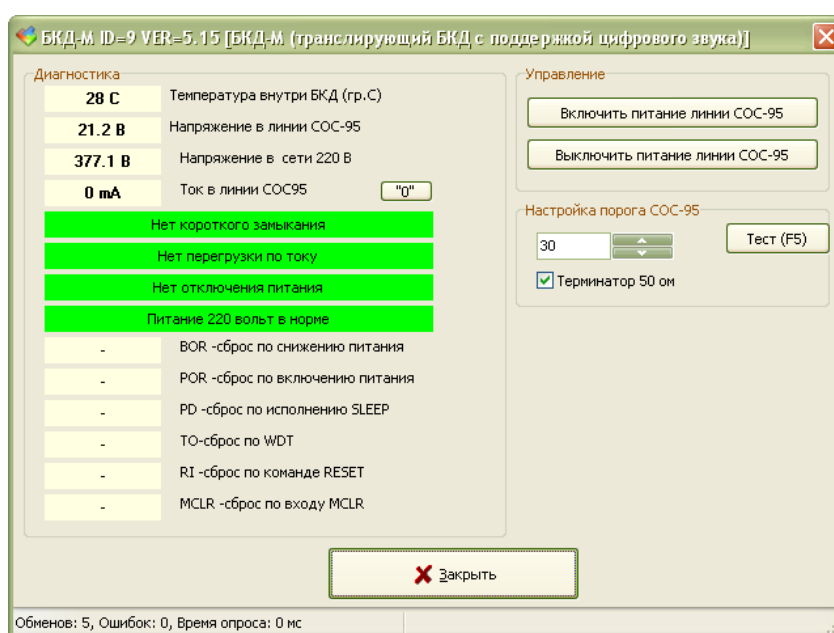 БКД-М ID=9 VER=5.15 [БКД-М (транслирующий БКД с поддержкой цифрового звука)]
Диагностика
28 С Температура внутри БКД (гр.С)
21.2 В Напряжение в линии СОС-95
377.1 В Напряжение в сети 220 В
0 mA Ток в линии СОС95 "0"
Нет короткого замыкания
Нет перегрузки по току
Нет отключения питания
Питание 220 вольт в норме
- BOR -сброс по снижению питания
- POR -сброс по включению питания
- PD -сброс по исполнению SLEEP
- TO-сброс по WDT
- RI -сброс по команде RESET
- MCLR -сброс по входу MCLR
Управление
Включить питание линии СОС-95
Выключить питание линии СОС-95
Настройка порога СОС-95
30 Тест (F5)
Терминатор 50 ом
Закрыть
Обменов: 5, Ошибок: 0, Время опроса: 0 мс